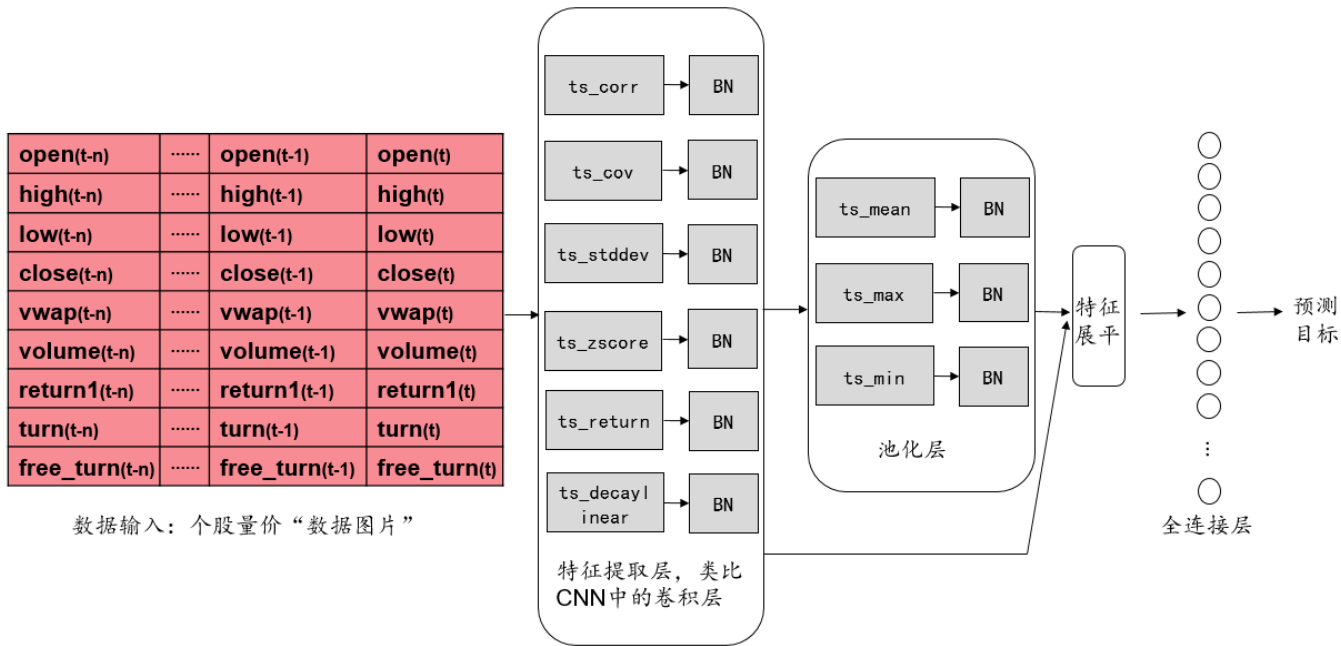 open(t-n) ······ open(t-1) open(t)
high(t-n) ······ high(t-1) high(t)
low(t-n) ······ low(t-1) low(t)
close(t-n) ······ close(t-1) close(t)
vwap(t-n) ······ vwap(t-1) vwap(t)
volume(t-n) ······ volume(t-1) volume(t)
return1(t-n) ······ return1(t-1) return1(t)
turn(t-n) ······ turn(t-1) turn(t)
free_turn(t-n) ······ free_turn(t-1) free_turn(t)
数据输入：个股量价“数据图片”
ts_corr BN
ts_cov BN
ts_stddev BN
ts_zscore BN
ts_return BN
ts_decayl
inear BN
特征提取层，类比
CNN中的卷积层
ts_mean BN
ts_max BN
ts_min BN
池化层
特征
展平
⋮
全连接层
预测
目标